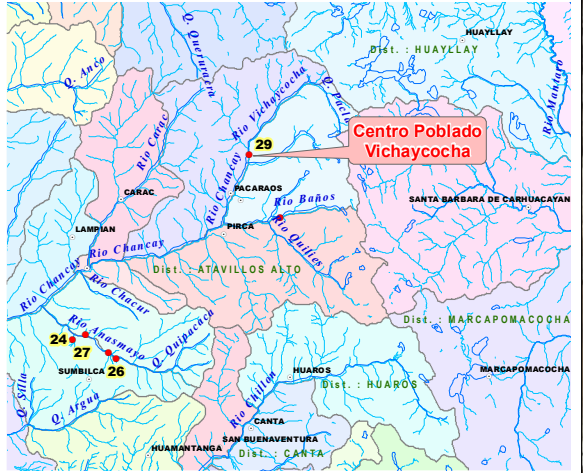 HUAYLLAY
Dist. : HUAYLLAY
Q. Anco
Q. Queruraera
Río Mantaro
Río Vichaycocha
Q. Paclu
Río Carac
Centro Poblado
Vichaycocha
29
Río Chancay
CARAC
PACARAOS
Río Baños
SANTA BARBARA DE CARHUACAYAN
LAMPIAN
PIRCA
Río Quiles
Río Chancay
Dist. : ATAVILLOS ALTO
Río Chancay
Río Chacur
Dist. : MARCAPOMACOCHA
Río Anasmayo
Q. Quipacaca
24
27
26
SUMBILCA
HUAROS
MARCAPOMACOCHA
Dist. : HUAROS
Q. Silla
Q. Argua
Río Chillon
CANTA
SAN BUENAVENTURA
HUAMANTANGA
Dist. : CANTA